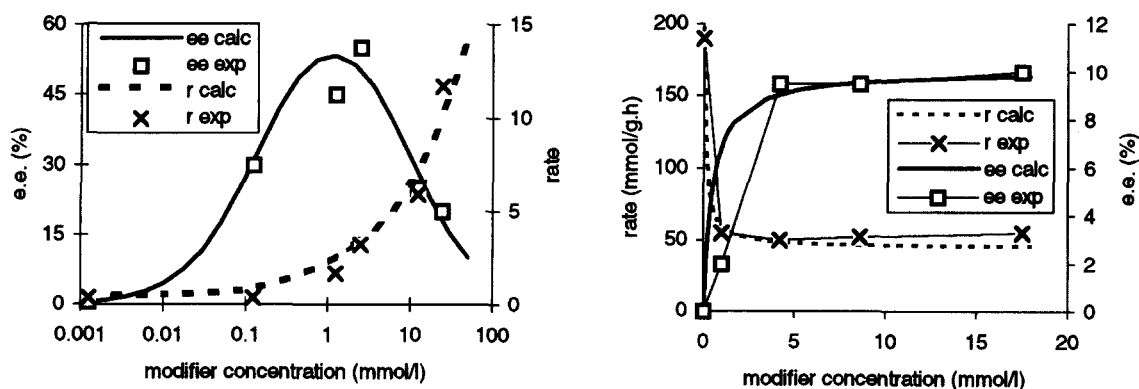 60
45
30
15
0
e.e. (%)
ee calc
ee exp
r calc
r exp
15
10
5
0
rate
0.001
0.01
0.1
1
10
100
modifier concentration (mmol/l)
200
150
100
50
0
rate (mmol/g.h)
r calc
r exp
ee calc
ee exp
12
10
8
6
4
2
0
e.e. (%)
0
5
10
15
20
modifier concentration (mmol/l)